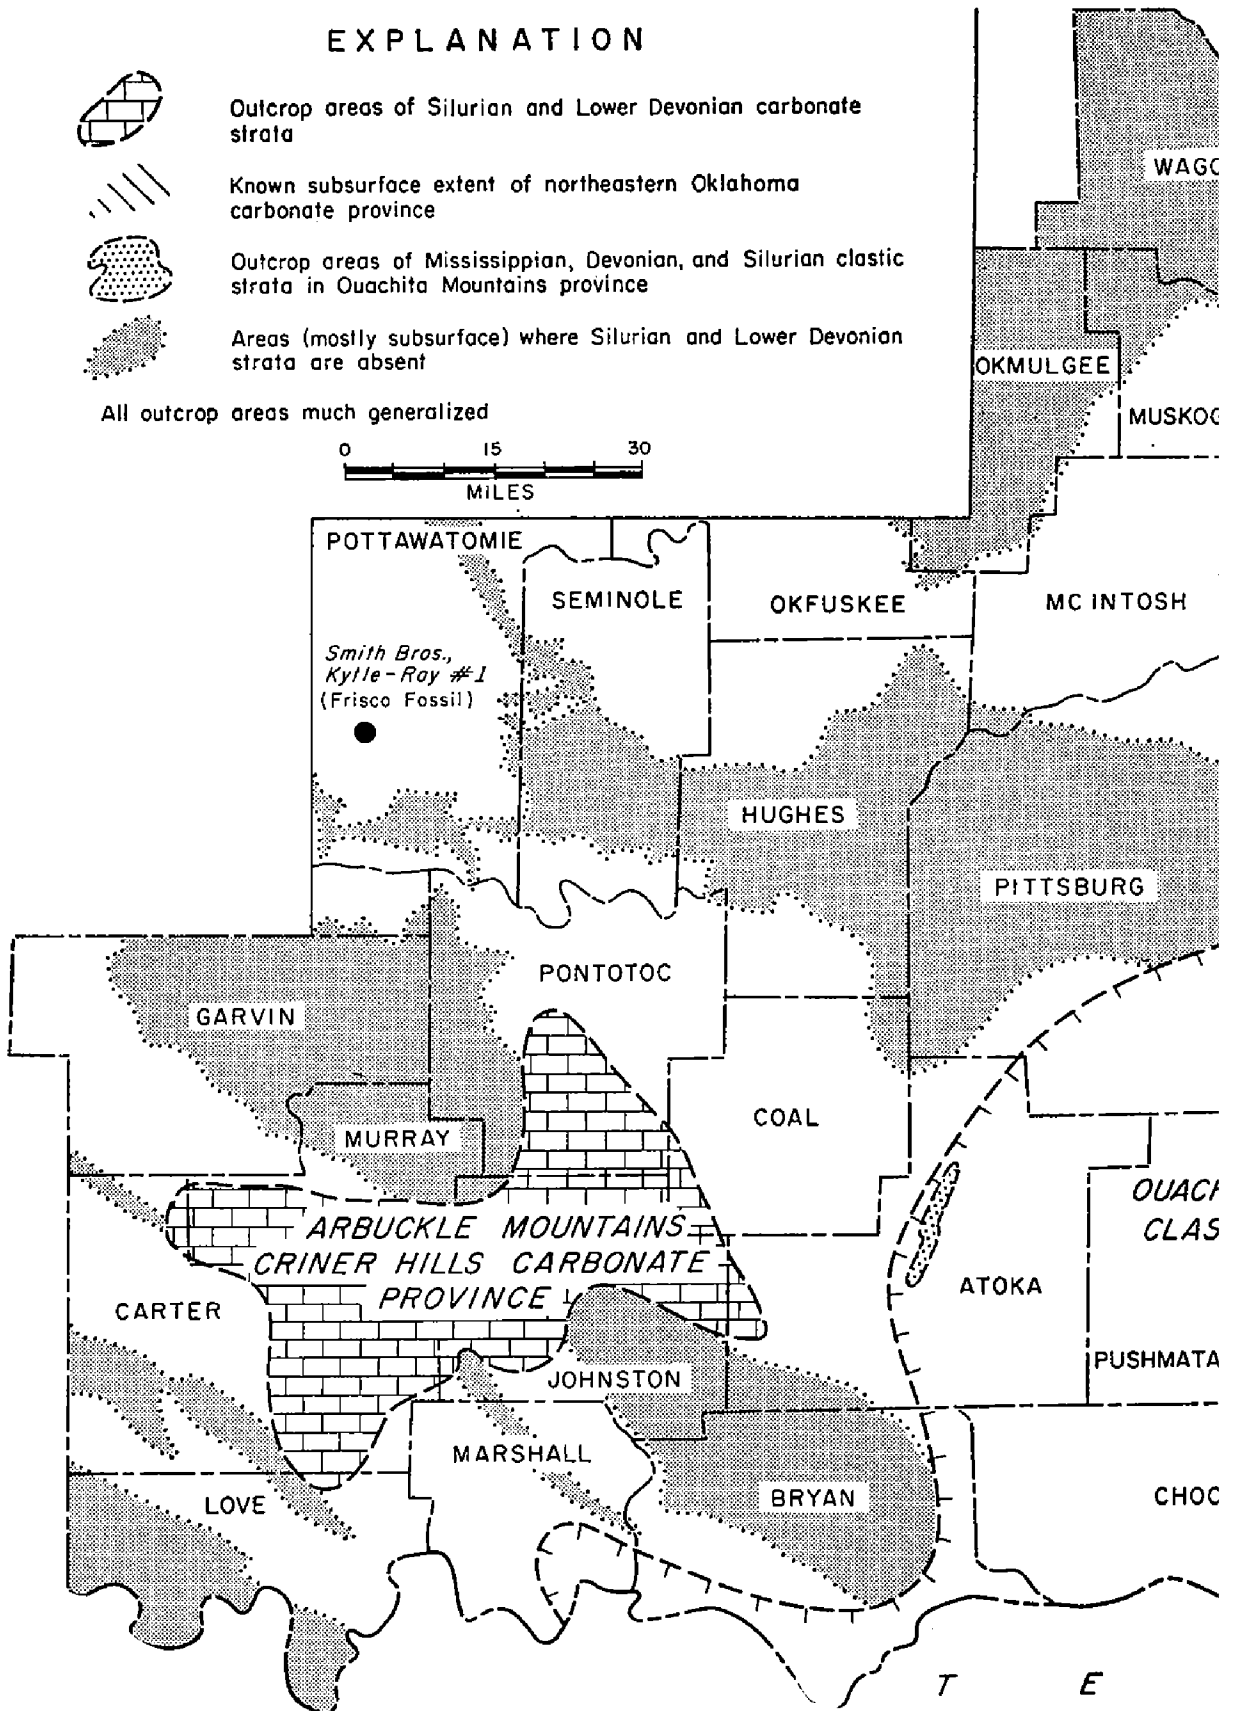 EXPLANATION
Outcrop areas of Silurian and Lower Devonian carbonate
strata
Known subsurface extent of northeastern Oklahoma
carbonate province
Outcrop areas of Mississippian, Devonian, and Silurian clastic
strata in Ouachita Mountains province
Areas (mostly subsurface) where Silurian and Lower Devonian
strata are absent
All outcrop areas much generalized
0 15 30
MILES
WAGO
OKMULGEE
MUSKOG
POTTAWATOMIE
SEMINOLE
OKFUSKEE
MC INTOSH
Smith Bros.,
Kytle-Ray #1
(Frisco Fossil)
HUGHES
PITTSBURG
PONTOTOC
GARVIN
COAL
MURRAY
OUACH
CLAS
ARBUCKLE MOUNTAINS
CRINER HILLS CARBONATE
PROVINCE
ATOKA
CARTER
PUSHMATA
JOHNSTON
MARSHALL
BRYAN
CHOC
LOVE
T E